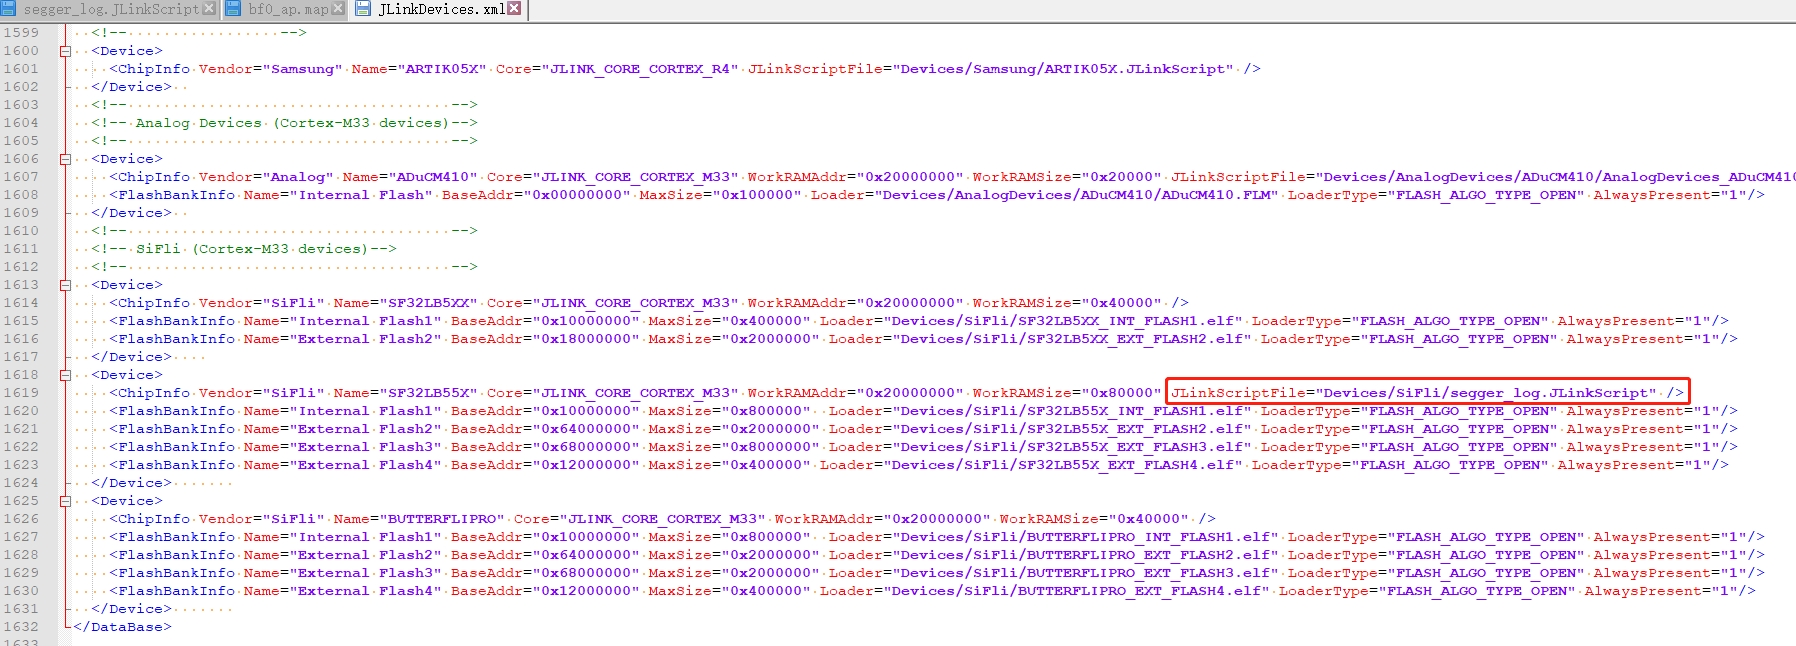 segger_log.JLinkScript bf0_ap.map JLinkDevices.xml
1599 <!-- -->
1600 <Device>
1601 <ChipInfo Vendor="Samsung" Name="ARTIK05X" Core="JLINK_CORE_CORTEX_R4" JLinkScriptFile="Devices/Samsung/ARTIK05X.JLinkScript" />
1602 </Device>
1603 <!-- -->
1604 <!-- Analog Devices (Cortex-M33 devices)-->
1605 <!-- -->
1606 <Device>
1607 <ChipInfo Vendor="Analog" Name="ADuCM410" Core="JLINK_CORE_CORTEX_M33" WorkRAMAddr="0x20000000" WorkRAMSize="0x20000" JLinkScriptFile="Devices/AnalogDevices/ADuCM410/AnalogDevices_ADuCM410
1608 <FlashBankInfo Name="Internal Flash" BaseAddr="0x00000000" MaxSize="0x100000" Loader="Devices/AnalogDevices/ADuCM410/ADuCM410.FLM" LoaderType="FLASH_ALGO_TYPE_OPEN" AlwaysPresent="1"/>
1609 </Device>
1610 <!-- -->
1611 <!-- SiFli (Cortex-M33 devices)-->
1612 <!-- -->
1613 <Device>
1614 <ChipInfo Vendor="SiFli" Name="SF32LB5XX" Core="JLINK_CORE_CORTEX_M33" WorkRAMAddr="0x20000000" WorkRAMSize="0x40000" />
1615 <FlashBankInfo Name="Internal Flash1" BaseAddr="0x10000000" MaxSize="0x400000" Loader="Devices/SiFli/SF32LB5XX_INT_FLASH1.elf" LoaderType="FLASH_ALGO_TYPE_OPEN" AlwaysPresent="1"/>
1616 <FlashBankInfo Name="External Flash2" BaseAddr="0x18000000" MaxSize="0x2000000" Loader="Devices/SiFli/SF32LB5XX_EXT_FLASH2.elf" LoaderType="FLASH_ALGO_TYPE_OPEN" AlwaysPresent="1"/>
1617 </Device>
1618 <Device>
1619 <ChipInfo Vendor="SiFli" Name="SF32LB55X" Core="JLINK_CORE_CORTEX_M33" WorkRAMAddr="0x20000000" WorkRAMSize="0x80000" JLinkScriptFile="Devices/SiFli/segger_log.JLinkScript" />
1620 <FlashBankInfo Name="Internal Flash1" BaseAddr="0x10000000" MaxSize="0x800000" Loader="Devices/SiFli/SF32LB55X_INT_FLASH1.elf" LoaderType="FLASH_ALGO_TYPE_OPEN" AlwaysPresent="1"/>
1621 <FlashBankInfo Name="External Flash2" BaseAddr="0x64000000" MaxSize="0x2000000" Loader="Devices/SiFli/SF32LB55X_EXT_FLASH2.elf" LoaderType="FLASH_ALGO_TYPE_OPEN" AlwaysPresent="1"/>
1622 <FlashBankInfo Name="External Flash3" BaseAddr="0x68000000" MaxSize="0x8000000" Loader="Devices/SiFli/SF32LB55X_EXT_FLASH3.elf" LoaderType="FLASH_ALGO_TYPE_OPEN" AlwaysPresent="1"/>
1623 <FlashBankInfo Name="External Flash4" BaseAddr="0x12000000" MaxSize="0x400000" Loader="Devices/SiFli/SF32LB55X_EXT_FLASH4.elf" LoaderType="FLASH_ALGO_TYPE_OPEN" AlwaysPresent="1"/>
1624 </Device>
1625 <Device>
1626 <ChipInfo Vendor="SiFli" Name="BUTTERFLIPRO" Core="JLINK_CORE_CORTEX_M33" WorkRAMAddr="0x20000000" WorkRAMSize="0x40000" />
1627 <FlashBankInfo Name="Internal Flash1" BaseAddr="0x10000000" MaxSize="0x800000" Loader="Devices/SiFli/BUTTERFLIPRO_INT_FLASH1.elf" LoaderType="FLASH_ALGO_TYPE_OPEN" AlwaysPresent="1"/>
1628 <FlashBankInfo Name="External Flash2" BaseAddr="0x64000000" MaxSize="0x2000000" Loader="Devices/SiFli/BUTTERFLIPRO_EXT_FLASH2.elf" LoaderType="FLASH_ALGO_TYPE_OPEN" AlwaysPresent="1"/>
1629 <FlashBankInfo Name="External Flash3" BaseAddr="0x68000000" MaxSize="0x2000000" Loader="Devices/SiFli/BUTTERFLIPRO_EXT_FLASH3.elf" LoaderType="FLASH_ALGO_TYPE_OPEN" AlwaysPresent="1"/>
1630 <FlashBankInfo Name="External Flash4" BaseAddr="0x12000000" MaxSize="0x400000" Loader="Devices/SiFli/BUTTERFLIPRO_EXT_FLASH4.elf" LoaderType="FLASH_ALGO_TYPE_OPEN" AlwaysPresent="1"/>
1631 </Device>
1632 </DataBase>
1633